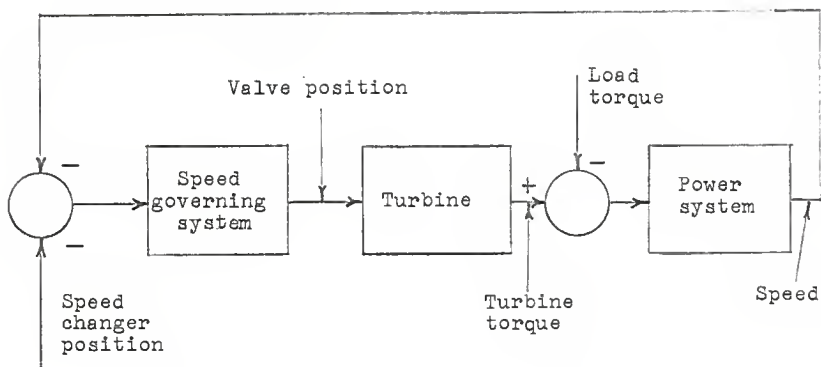 Valve position
Load
torque
−
−
Speed
governing
system
Turbine
+
Power
system
−
Speed
changer
position
Turbine
torque
Speed